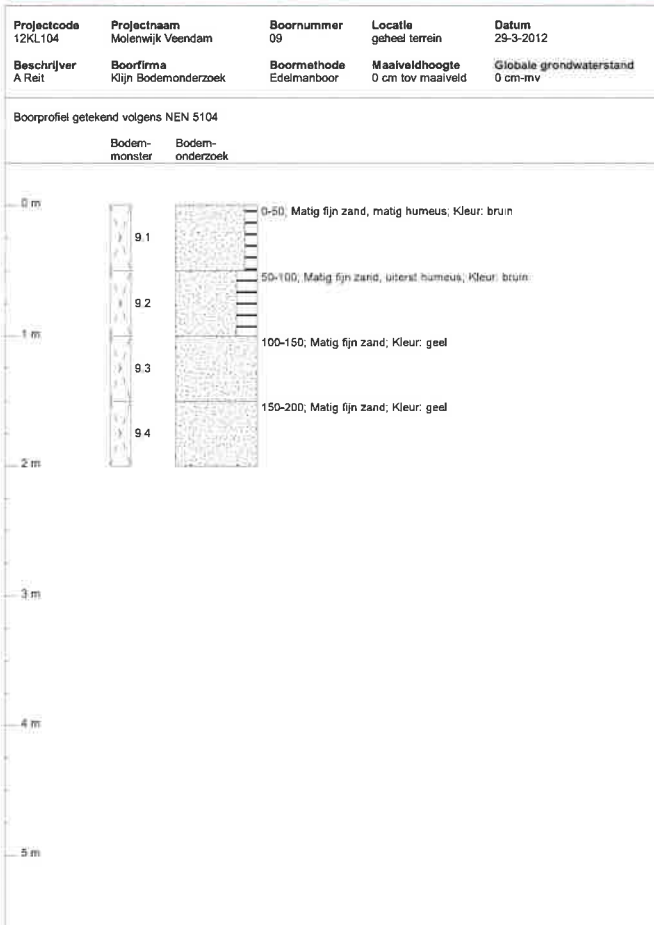 Projectcode Projectnaam Boornummer Locatie Datum
12KL104 Molenwijk Veendam 09 geheel terrein 29-3-2012
Beschrijver Boorfirma Boormethode Maaiveldhoogte Globale grondwaterstand
A Reit Klijn Bodemonderzoek Edelmanboor 0 cm tov maaiveld 0 cm-mv
Boorprofiel getekend volgens NEN 5104
Bodem- Bodem-
monster onderzoek
0 m
0-50; Matig fijn zand, matig humeus; Kleur: bruin
9.1
50-100; Matig fijn zand, uiterst humeus; Kleur: bruin
9.2
1 m
100-150; Matig fijn zand; Kleur: geel
9.3
150-200; Matig fijn zand; Kleur: geel
9.4
2 m
3 m
4 m
5 m